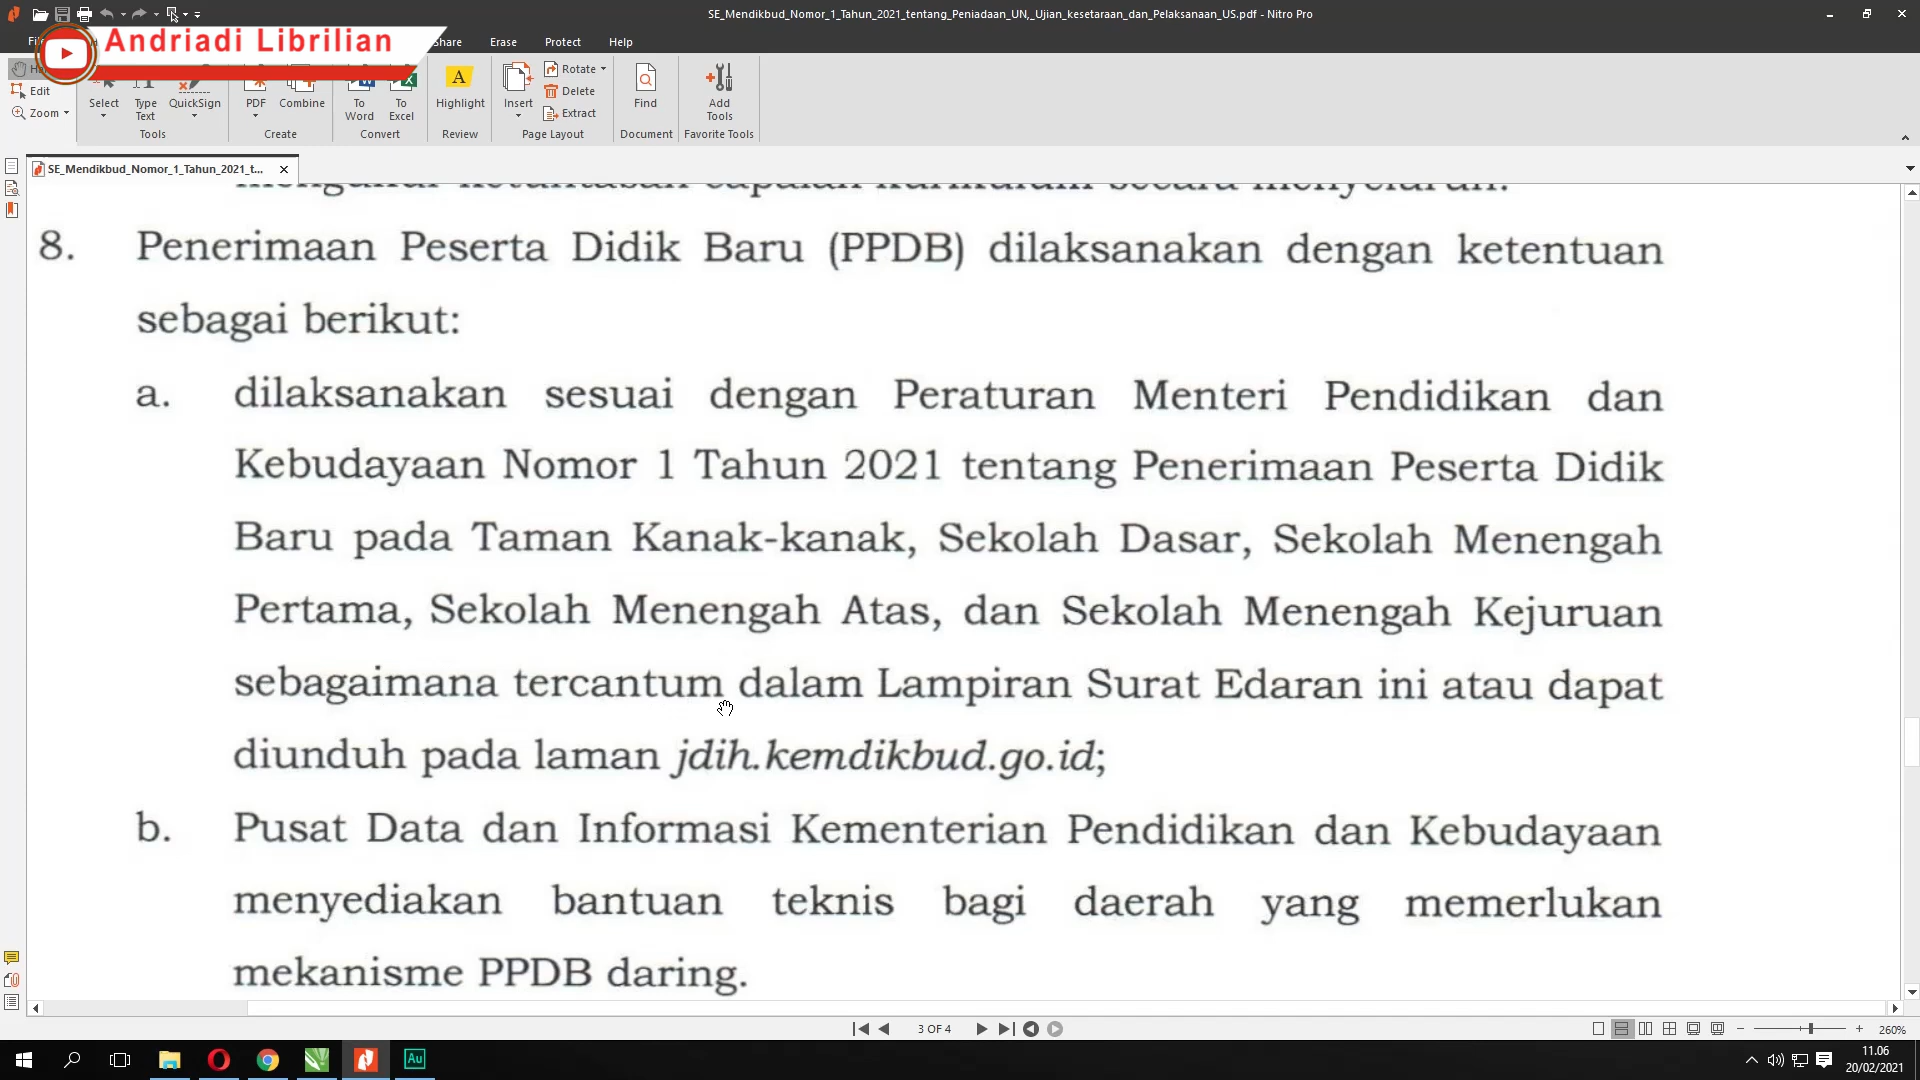 SE_Mendikbud_Nomor_1_Tahun_2021_tentang_Peniadaan_UN,_Ujian_kesetaraan_dan_Pelaksanaan_US.pdf - Nitro Pro
Andriadi Librilian
Share Erase Protect Help
Edit
Zoom
Select
Type Text
QuickSign
Tools
PDF
Combine
Create
To Word
To Excel
Convert
Highlight
Review
Insert
Rotate
Delete
Extract
Page Layout
Find
Document
Add Tools
Favorite Tools
SE_Mendikbud_Nomor_1_Tahun_2021_t...
8. Penerimaan Peserta Didik Baru (PPDB) dilaksanakan dengan ketentuan
sebagai berikut:
a. dilaksanakan sesuai dengan Peraturan Menteri Pendidikan dan
Kebudayaan Nomor 1 Tahun 2021 tentang Penerimaan Peserta Didik
Baru pada Taman Kanak-kanak, Sekolah Dasar, Sekolah Menengah
Pertama, Sekolah Menengah Atas, dan Sekolah Menengah Kejuruan
sebagaimana tercantum dalam Lampiran Surat Edaran ini atau dapat
diunduh pada laman jdih.kemdikbud.go.id;
b. Pusat Data dan Informasi Kementerian Pendidikan dan Kebudayaan
menyediakan bantuan teknis bagi daerah yang memerlukan
mekanisme PPDB daring.
3 OF 4
260%
Au
11.06
20/02/2021